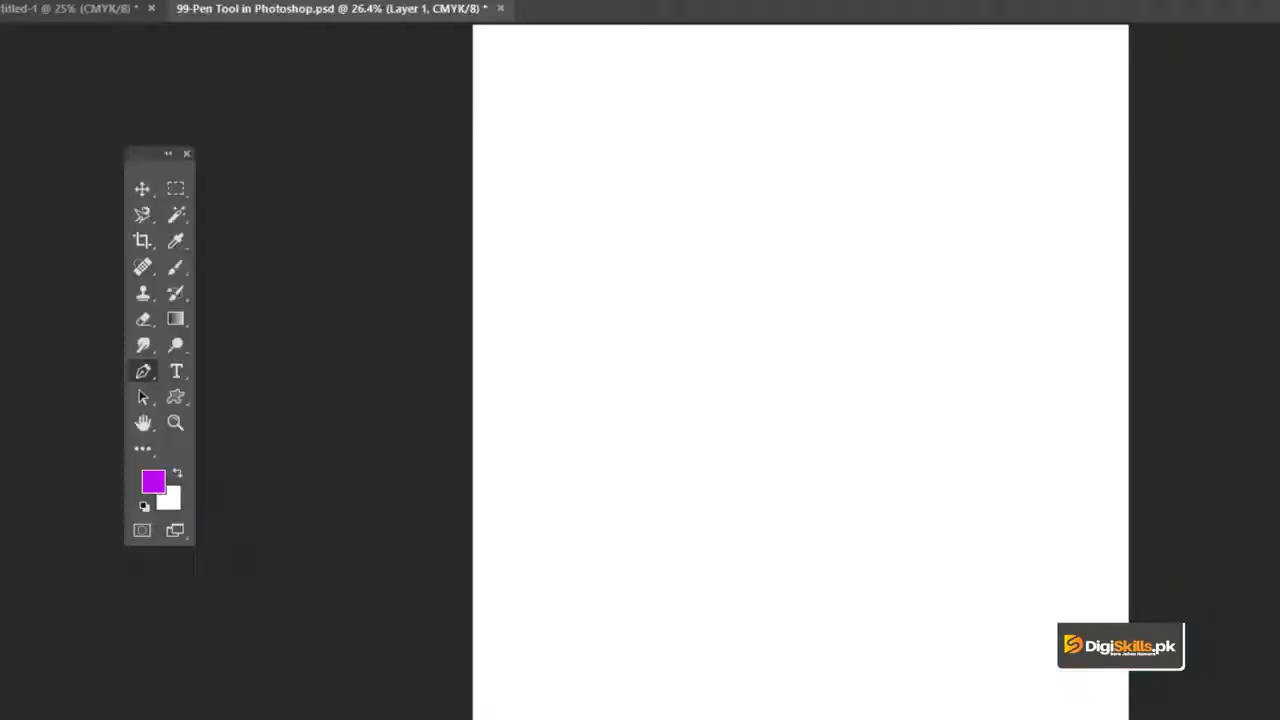 titled-1 @ 25% (CMYK/8) *
99-Pen Tool in Photoshop.psd @ 26.4% (Layer 1, CMYK/8) *
T
DigiSkills.pk